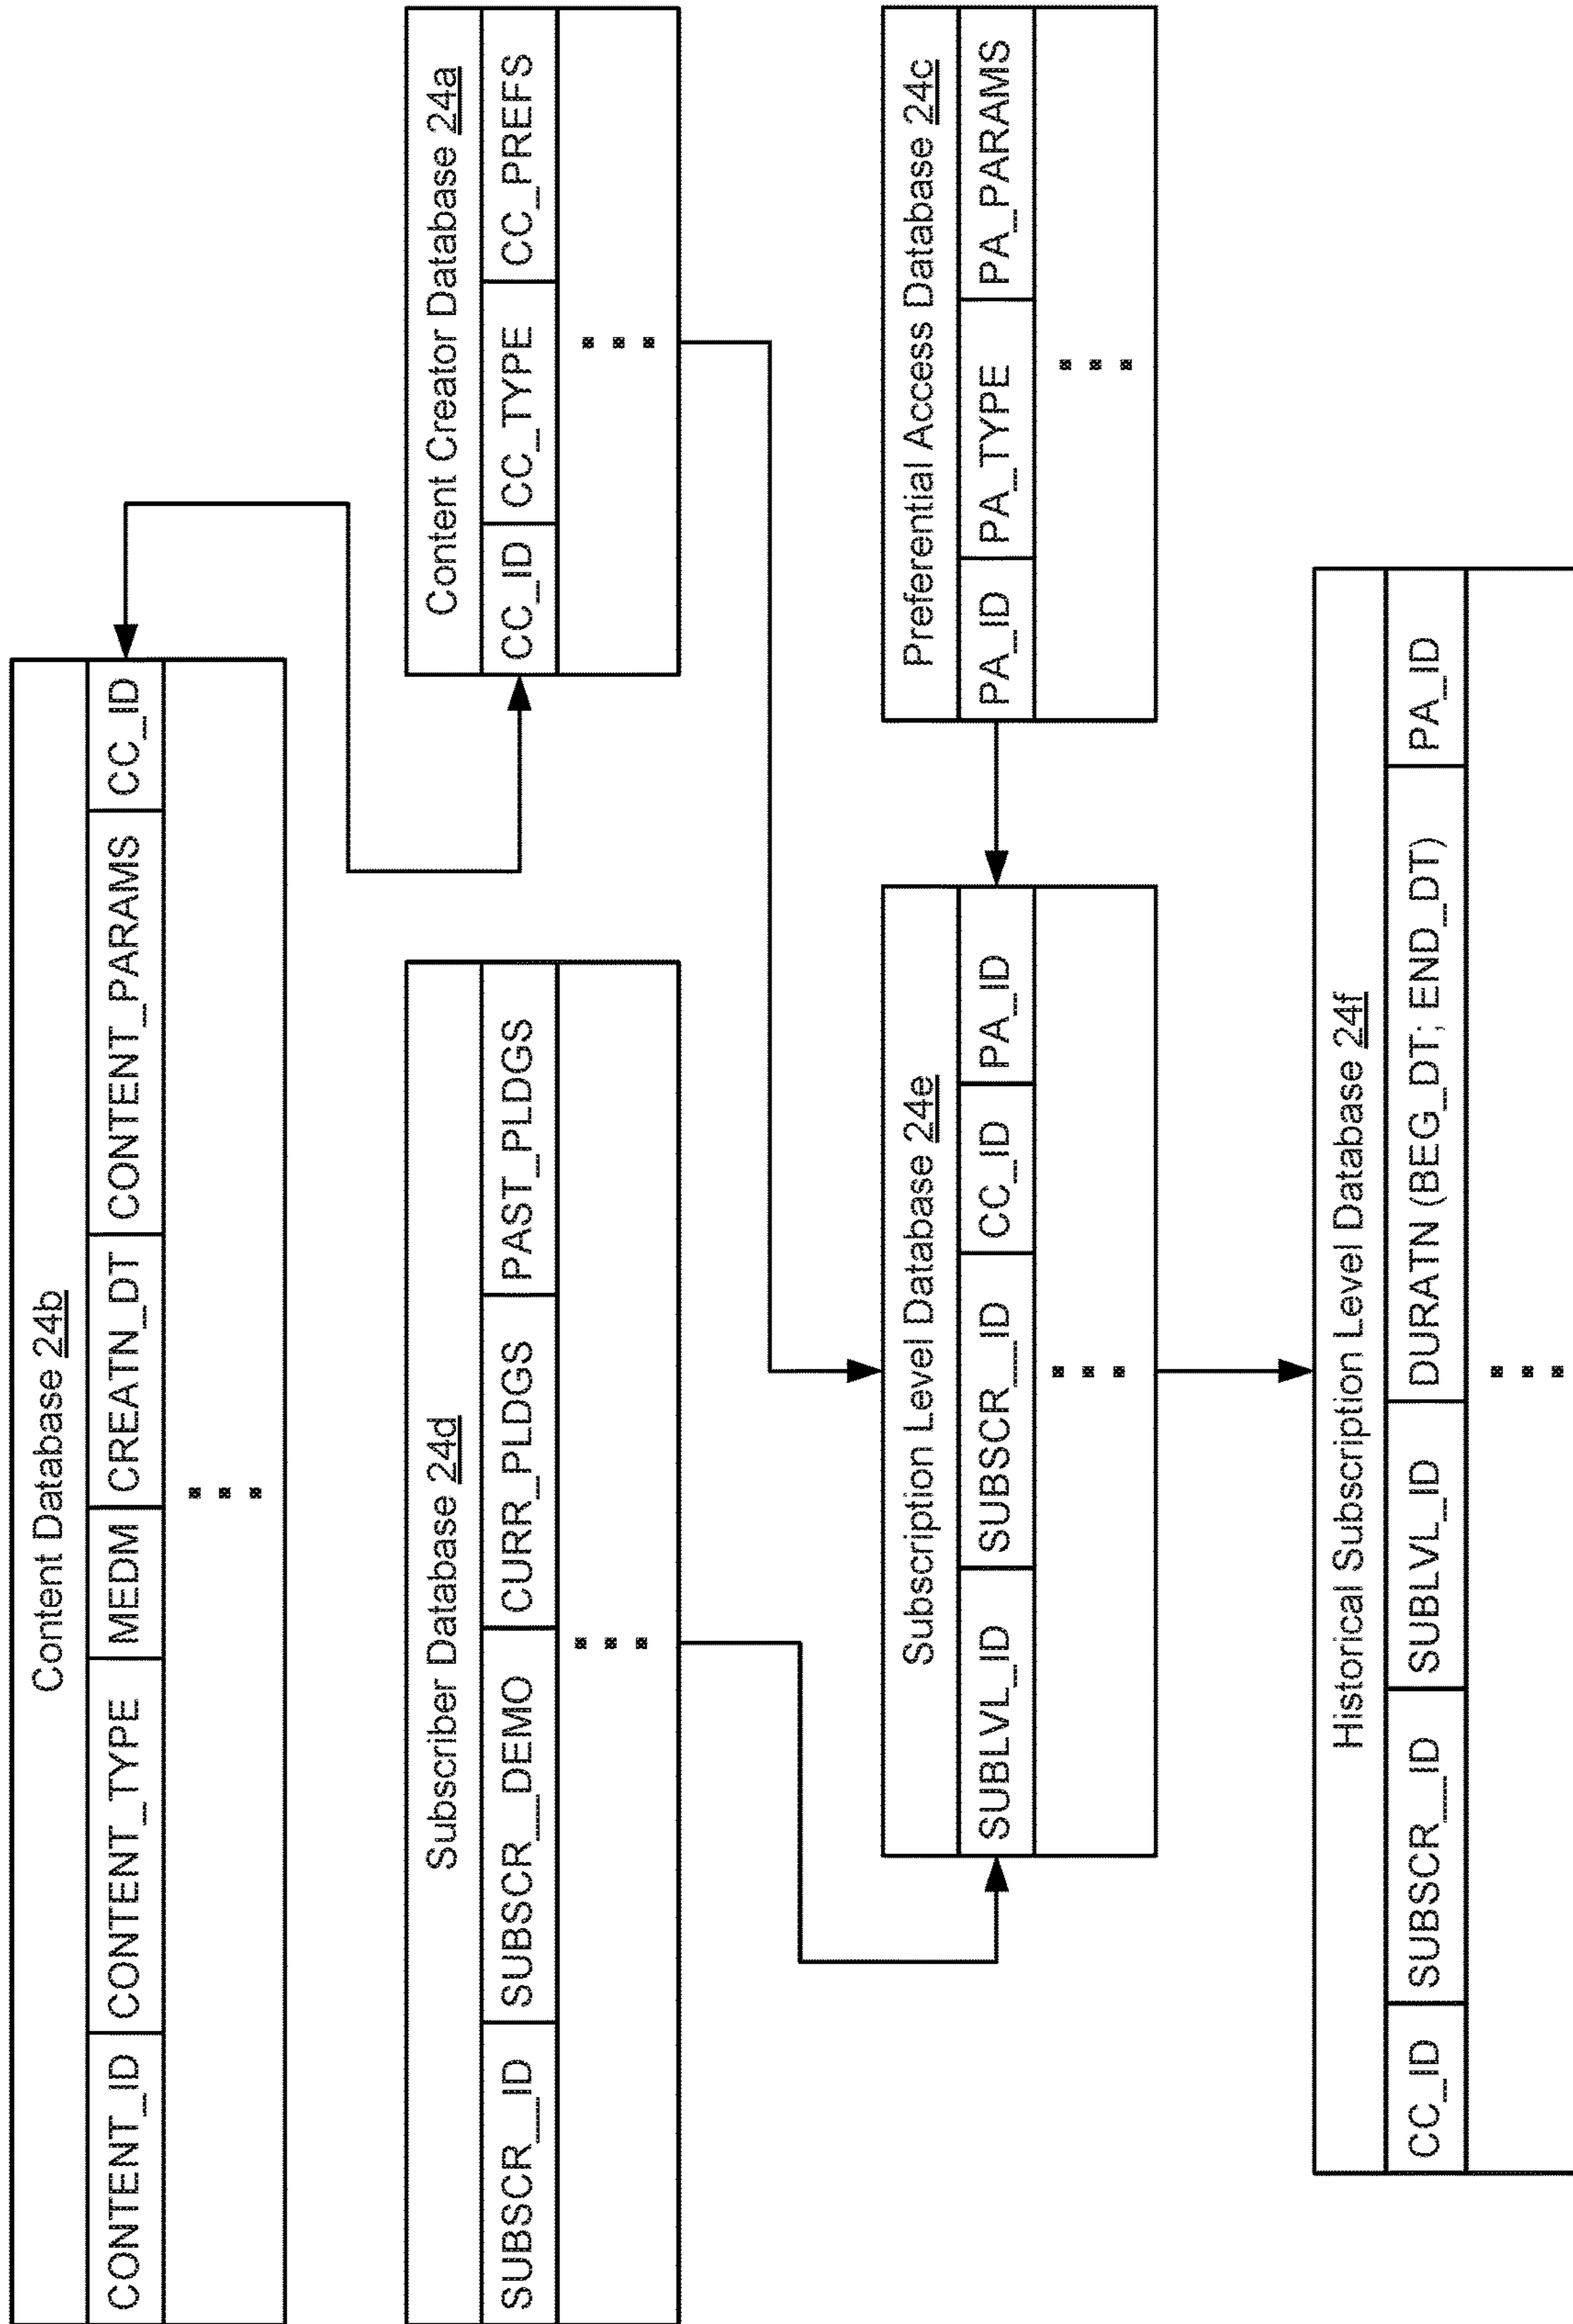 Content Database 24b
CONTENT_ID CONTENT_TYPE MEDM CREATN_DT CONTENT_PARAMS CC_ID
Subscriber Database 24d
SUBSCR_ID SUBSCR_DEMO CURR_PLDGS PAST_PLDGS
Content Creator Database 24a
CC_ID CC_TYPE CC_PREFS
Subscription Level Database 24e
SUBLVL_ID SUBSCR_ID CC_ID PA_ID
Preferential Access Database 24c
PA_ID PA_TYPE PA_PARAMS
Historical Subscription Level Database 24f
CC_ID SUBSCR_ID SUBLVL_ID DURATN (BEG_DT; END_DT) PA_ID